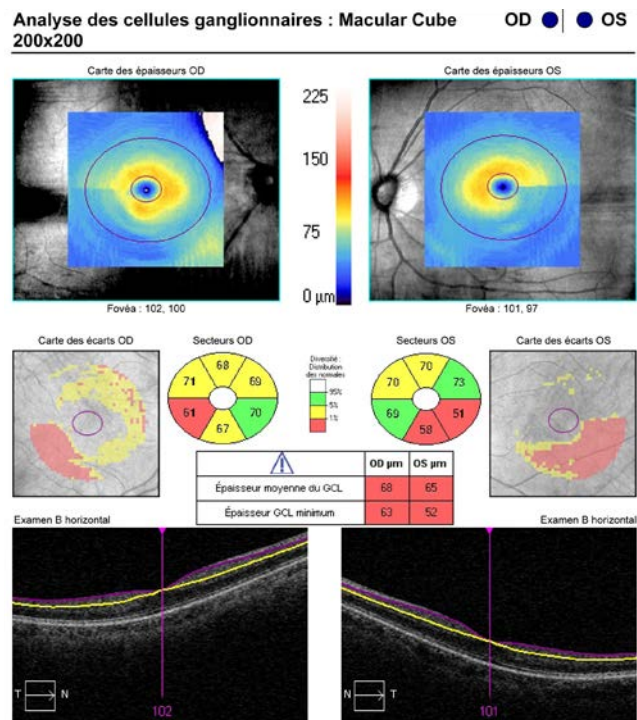 Analyse des cellules ganglionnaires : Macular Cube 200x200
OD OS
Carte des épaisseurs OD
Carte des épaisseurs OS
225
150
75
0 µm
Fovéa : 102, 100
Fovéa : 101, 97
Carte des écarts OD
Secteurs OD
Diversité : Distribution des normales
95%
5%
1%
Secteurs OS
Carte des écarts OS
68
71
69
61
70
67
70
70
73
69
51
58
OD µm OS µm
Épaisseur moyenne du GCL 68 65
Épaisseur GCL minimum 63 52
Examen B horizontal
Examen B horizontal
T N
102
N T
101